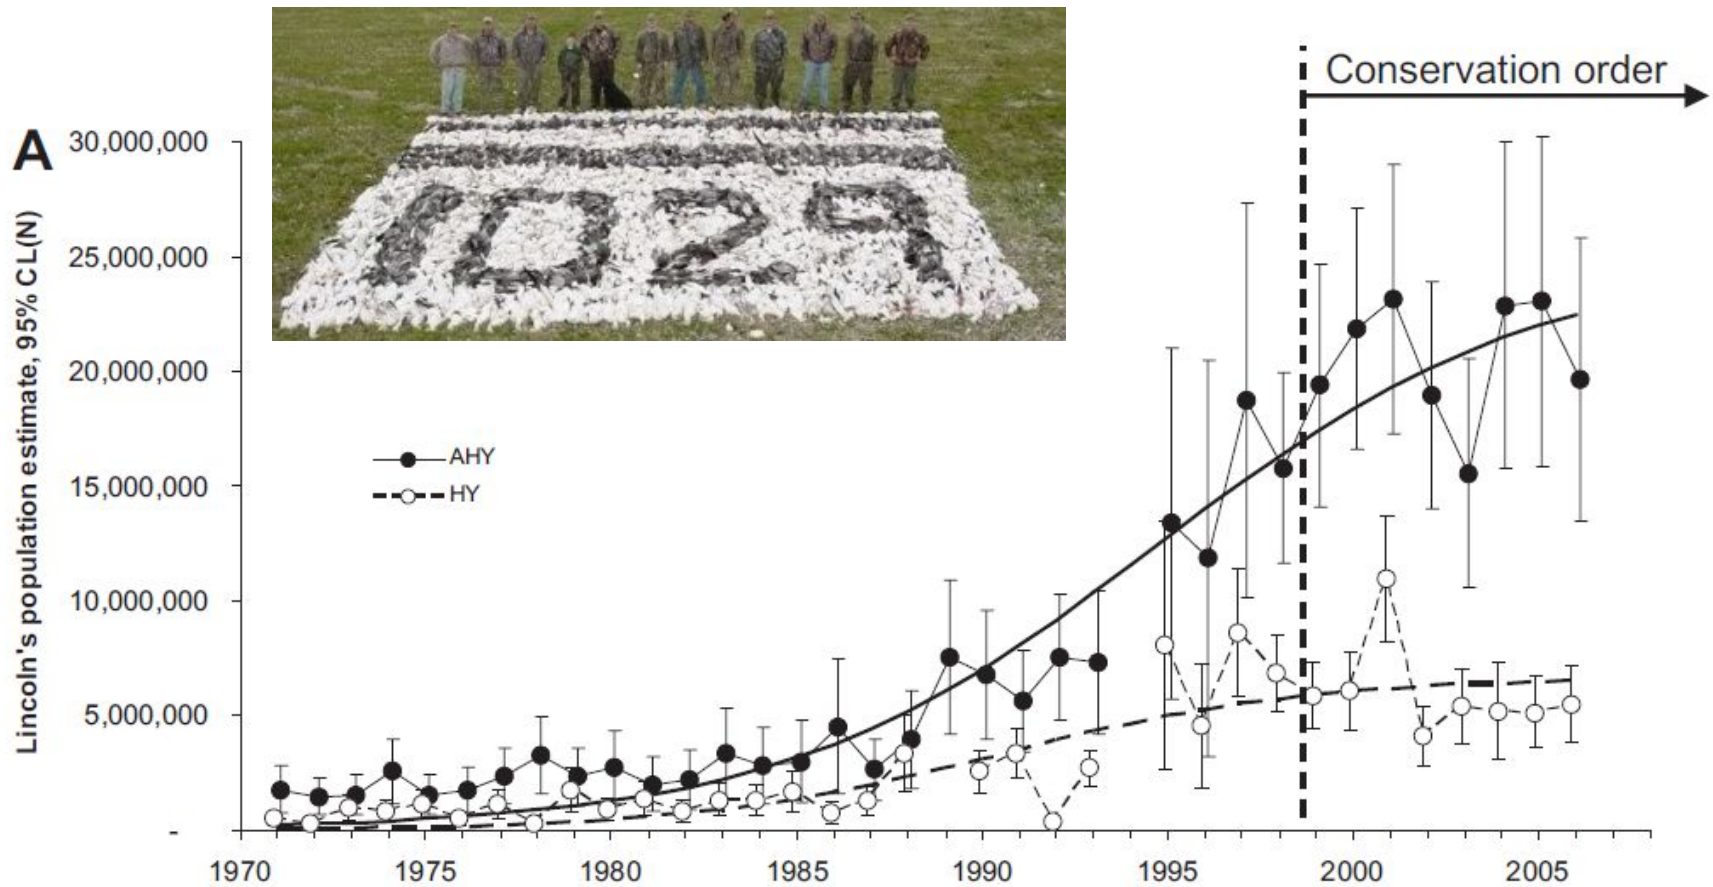 Conservation order
A
30,000,000
25,000,000
20,000,000
15,000,000
10,000,000
5,000,000
-
Lincoln's population estimate, 95% CL(N)
1029
AHY
HY
1970 1975 1980 1985 1990 1995 2000 2005